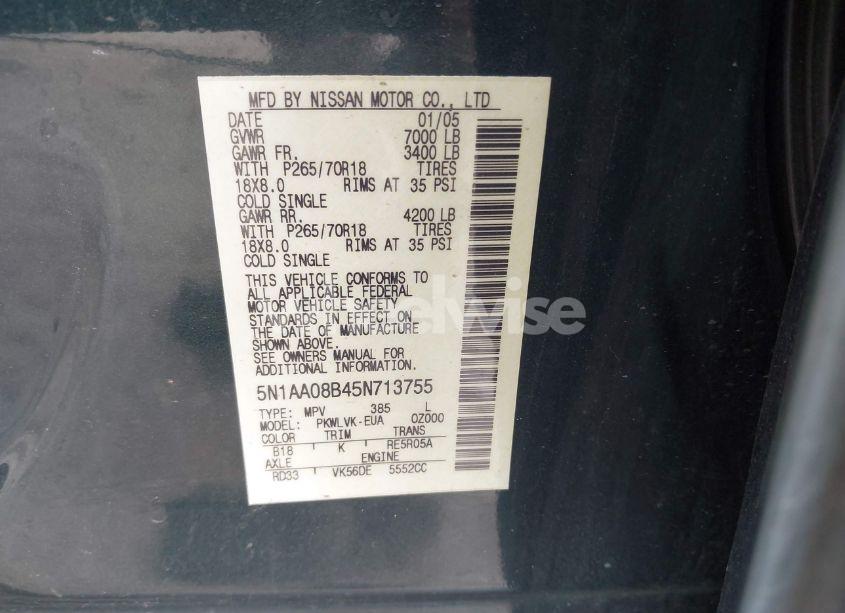 MFD BY NISSAN MOTOR CO., LTD
DATE 01/05
GVWR 7000 LB
GAWR FR. 3400 LB
WITH P265/70R18 TIRES
18X8.0 RIMS AT 35 PSI
COLD SINGLE
GAWR RR. 4200 LB
WITH P265/70R18 TIRES
18X8.0 RIMS AT 35 PSI
COLD SINGLE
THIS VEHICLE CONFORMS TO
ALL APPLICABLE FEDERAL
MOTOR VEHICLE SAFETY
STANDARDS IN EFFECT ON
THE DATE OF MANUFACTURE
SHOWN ABOVE.
SEE OWNERS MANUAL FOR
ADDITIONAL INFORMATION.
5N1AA08B45N713755
TYPE: MPV 385 L
MODEL: PKWLVK-EUA 0Z000
COLOR TRIM TRANS
B18 K RE5R05A
AXLE ENGINE
RD33 VK56DE 5552CC